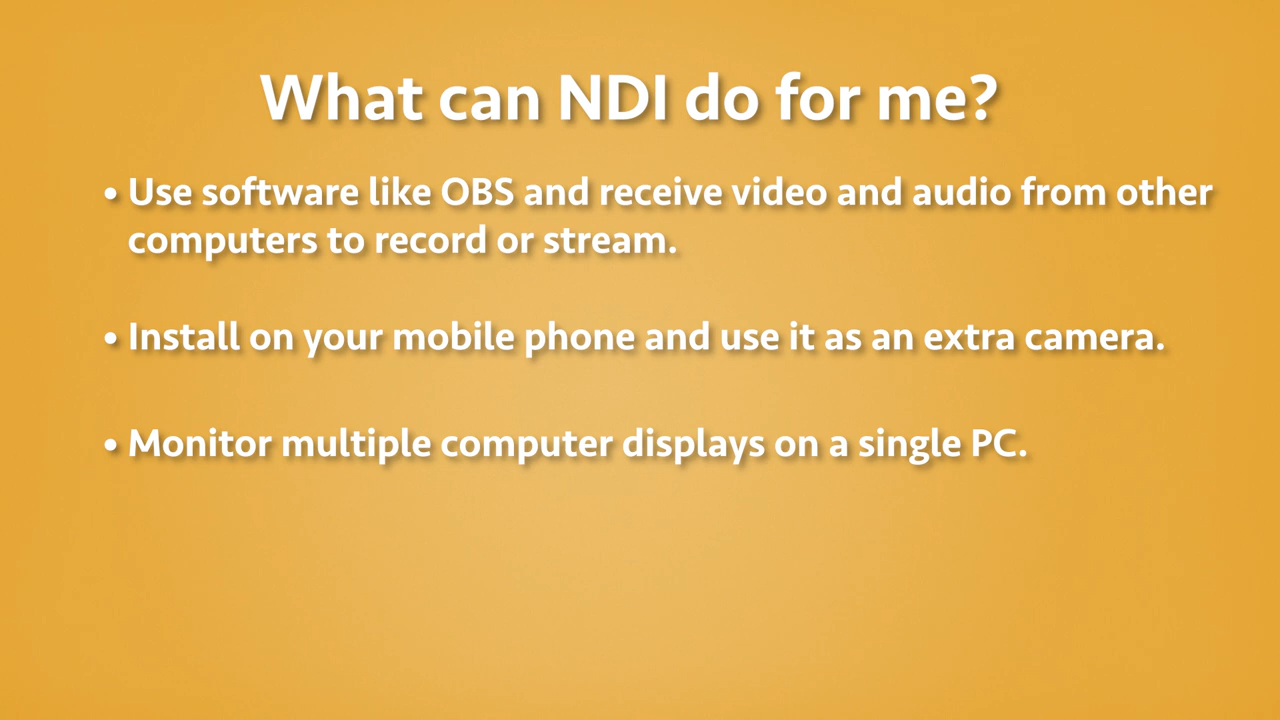 What can NDI do for me?
• Use software like OBS and receive video and audio from other
computers to record or stream.
• Install on your mobile phone and use it as an extra camera.
• Monitor multiple computer displays on a single PC.